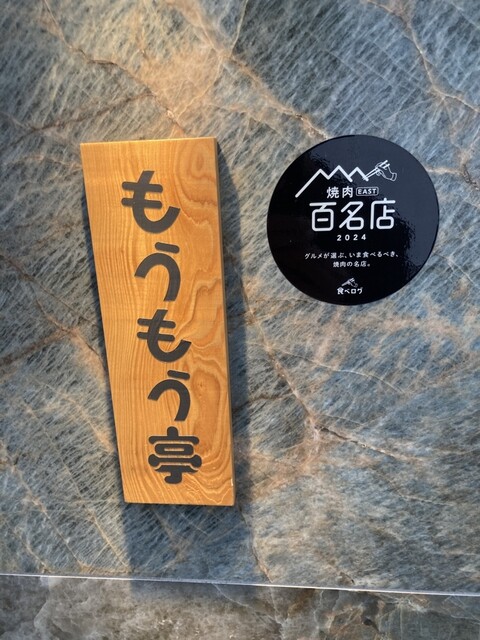 もうもう亭
焼肉 EAST
百名店
2024
グルメが選ぶ、いま食べるべき、
焼肉の名店。
食べログ